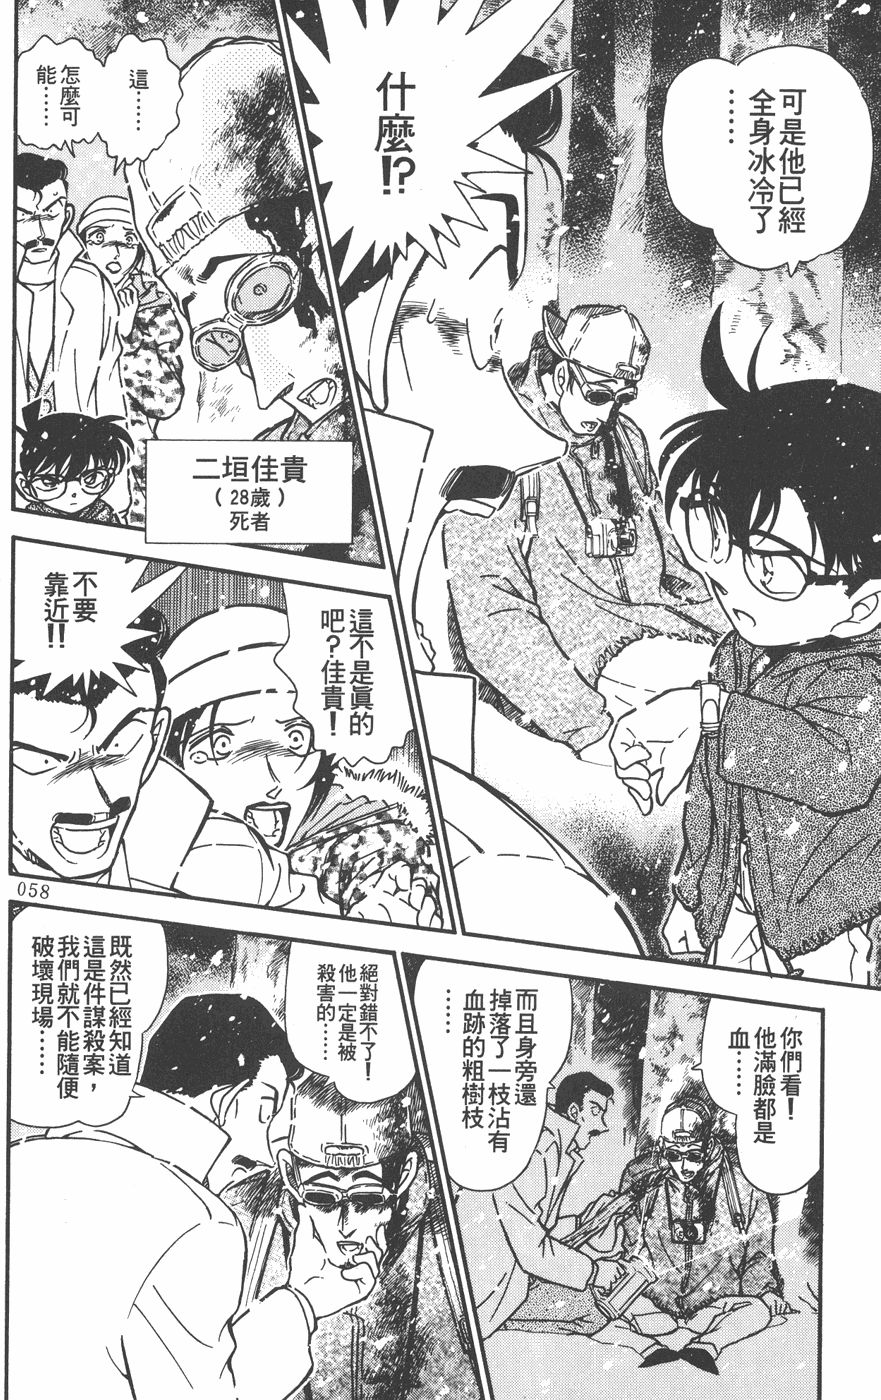 可是他已經
全身冰冷了
……
什麼!?
這……
怎麼可
能……
二垣佳貴
（28歲）
死者
這不是真的
吧？佳貴！
不要
靠近!!
058
你們看！
他滿臉都是
血……
而且身旁還
掉落了一枝沾有
血跡的粗樹枝
……
絕對錯不了！
他一定是被
殺害的……
既然已經知道
這是件謀殺案，
我們就不能隨便
破壞現場……